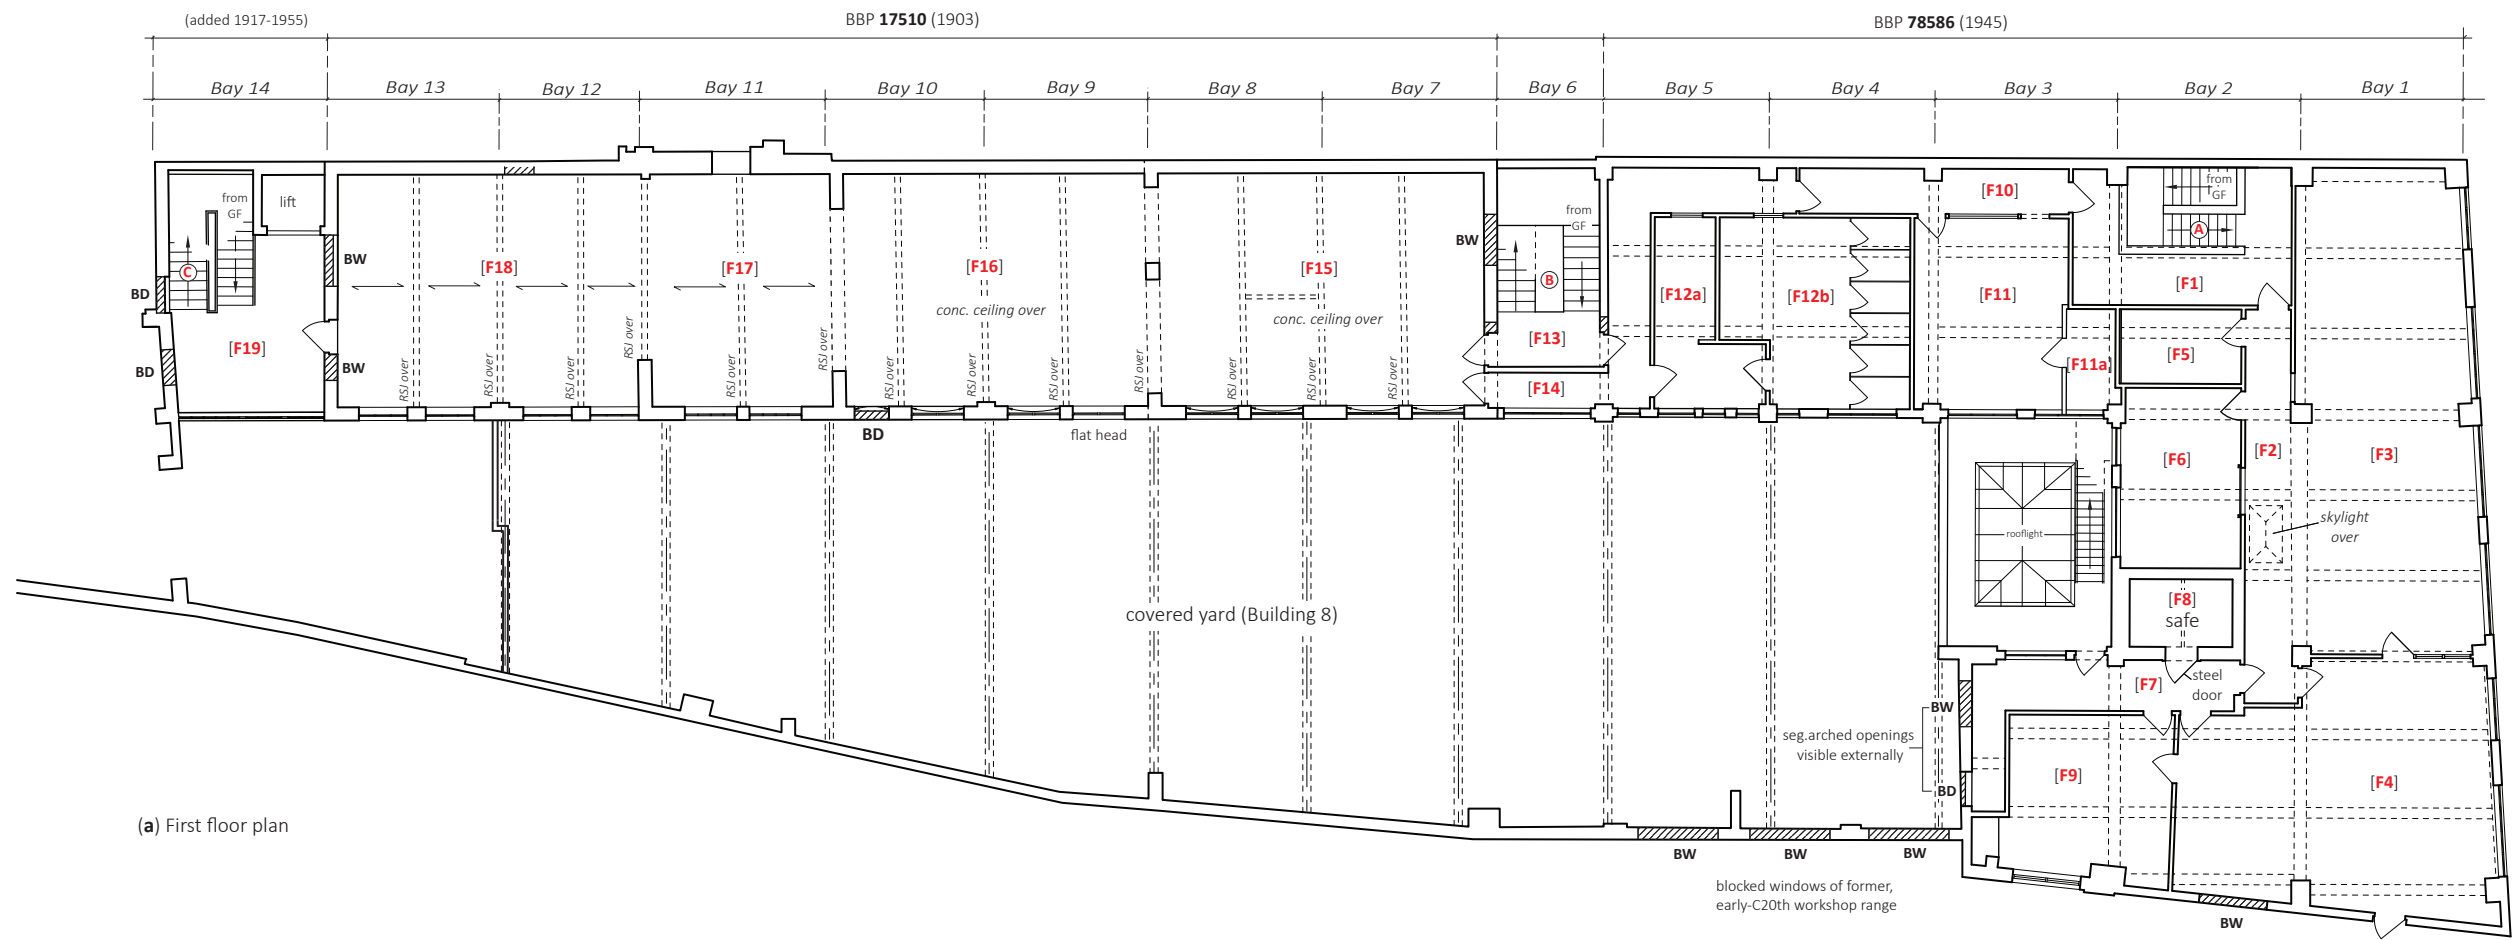 (added 1917-1955)
BBP 17510 (1903)
BBP 78586 (1945)
Bay 14
Bay 13
Bay 12
Bay 11
Bay 10
Bay 9
Bay 8
Bay 7
Bay 6
Bay 5
Bay 4
Bay 3
Bay 2
Bay 1
from
GF
lift
C
BD
BD
[F19]
BW
BW
[F18]
[F17]
[F16]
conc. ceiling over
[F15]
conc. ceiling over
RSJ over
RSJ over
RSJ over
RSJ over
RSJ over
RSJ over
RSJ over
RSJ over
RSJ over
RSJ over
RSJ over
RSJ over
RSJ over
BW
from
GF
B
[F13]
[F14]
[F12a]
[F12b]
[F10]
[F11]
[F11a]
from
GF
A
[F1]
[F5]
[F6]
[F2]
[F3]
skylight
over
rooflight
[F8]
safe
[F7]
steel
door
[F9]
[F4]
BD
flat head
covered yard (Building 8)
BW
seg.arched openings
visible externally
BD
(a) First floor plan
BW
BW
BW
blocked windows of former,
early-C20th workshop range
BW